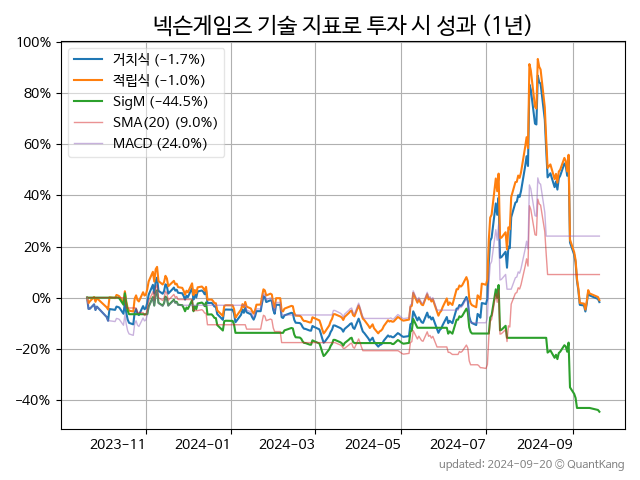 넥슨게임즈 기술 지표로 투자 시 성과 (1년)
100%
80%
60%
40%
20%
0%
−20%
−40%
거치식 (−1.7%)
적립식 (−1.0%)
SigM (−44.5%)
SMA(20) (9.0%)
MACD (24.0%)
2023−11 2024−01 2024−03 2024−05 2024−07 2024−09
updated: 2024−09−20 © QuantKang